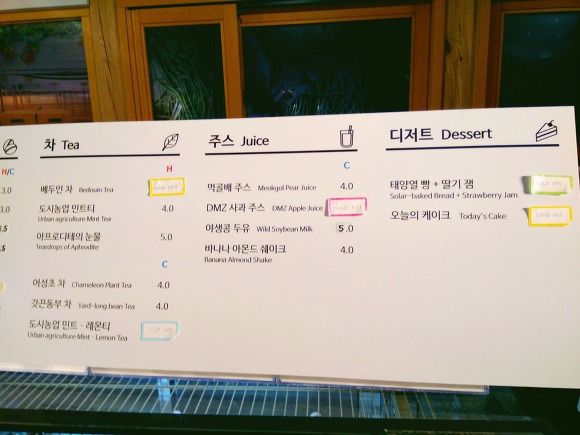 H/C
3.0
3.0
차 Tea
H
베두인 차 Bedouin Tea sold out
도시농업 민트티 4.0
Urban agriculture Mint Tea
아프로디테의 눈물 5.0
Teardrops of Aphrodite
C
어성초 차 Chameleon Plant Tea 4.0
갓끈동부 차 Yard-long bean Tea 4.0
도시농업 민트 - 레몬티
Urban agriculture Mint - Lemon Tea
주스 Juice
C
먹골배 주스 Meokgol Pear Juice 4.0
DMZ 사과 주스 DMZ Apple Juice
야생콩 두유 Wild Soybean Milk 5.0
바나나 아몬드 쉐이크 4.0
Banana Almond Shake
디저트 Dessert
태양열 빵 + 딸기 잼 sold out
Solar-baked Bread + Strawberry Jam
오늘의 케이크 Today's Cake sold out